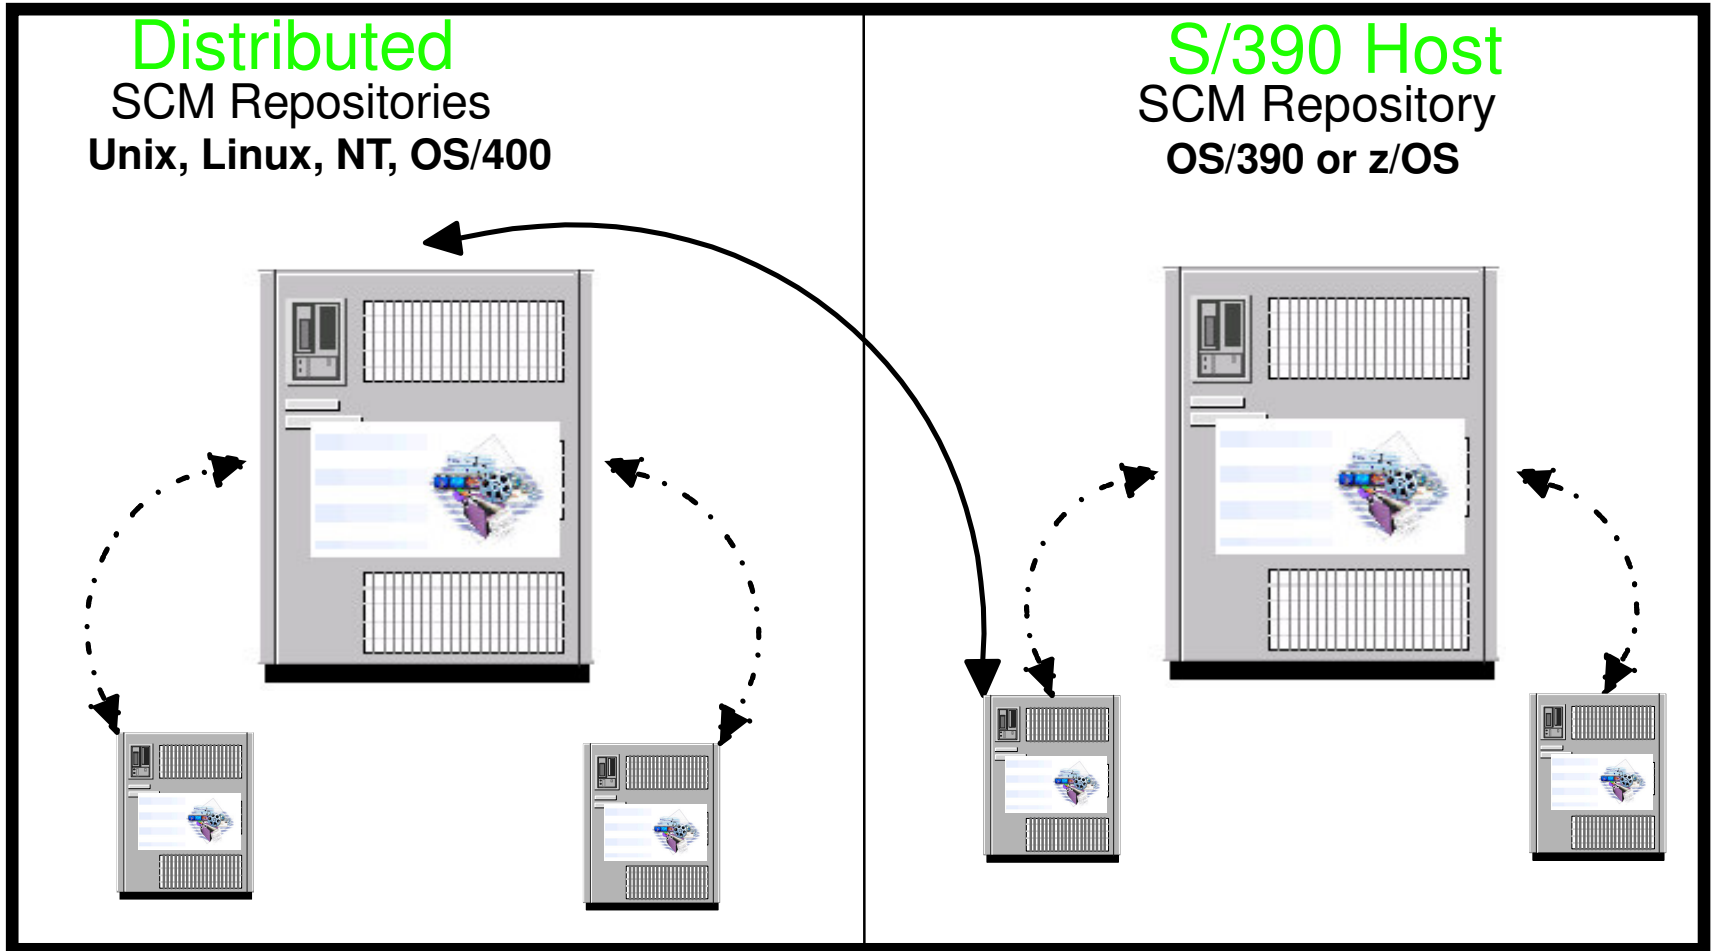 Distributed
SCM Repositories
Unix, Linux, NT, OS/400
S/390 Host
SCM Repository
OS/390 or z/OS